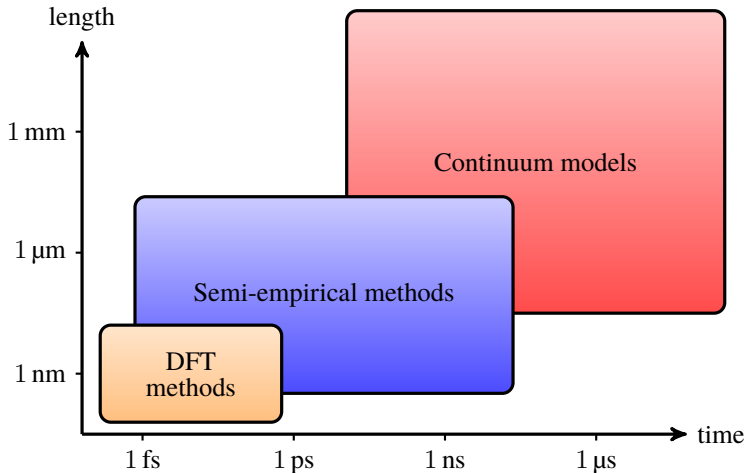 length
1 mm
Continuum models
1 µm
Semi-empirical methods
DFT
methods
1 nm
time
1 fs
1 ps
1 ns
1 µs